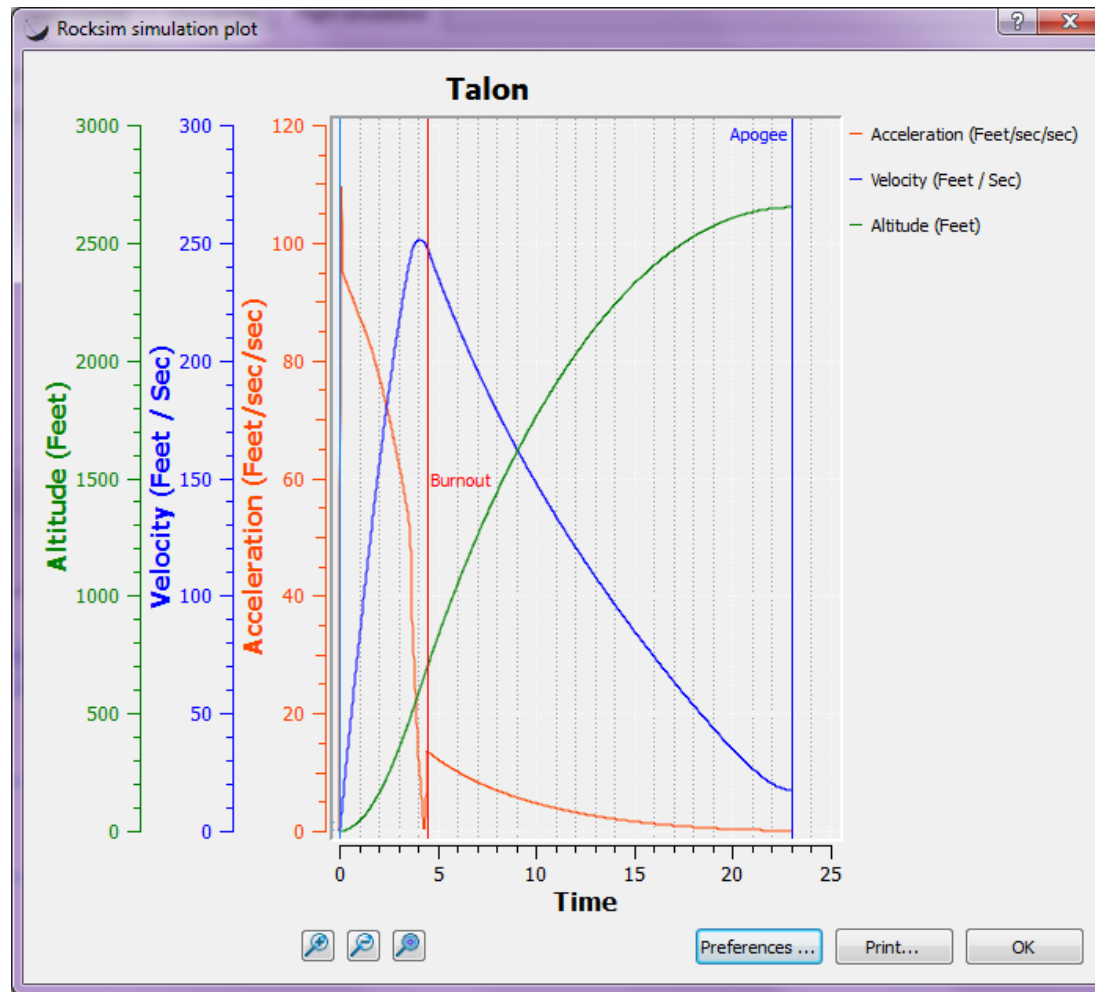 Rocksim simulation plot
Talon
3000
2500
2000
1500
1000
500
0
Altitude (Feet)
300
250
200
150
100
50
0
Velocity (Feet / Sec)
120
100
80
60
40
20
0
Acceleration (Feet/sec/sec)
Apogee
Burnout
Acceleration (Feet/sec/sec)
Velocity (Feet / Sec)
Altitude (Feet)
0 5 10 15 20 25
Time
Preferences ... Print... OK